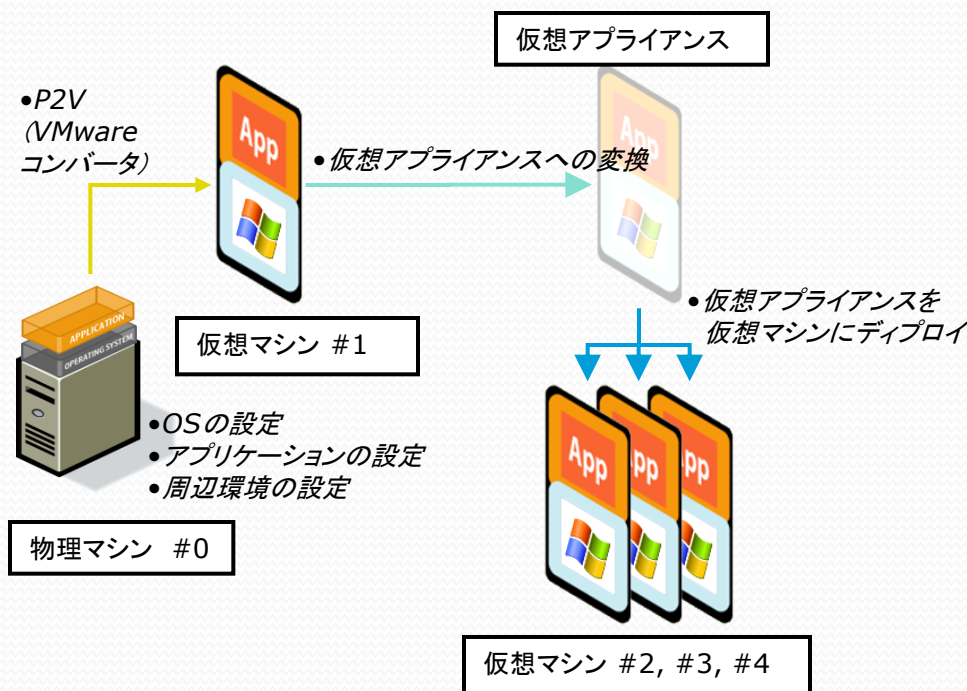 仮想アプライアンス
•P2V
（VMware
コンバータ）
App
App
•仮想アプライアンスへの変換
•仮想アプライアンスを
仮想マシンにディプロイ
仮想マシン #1
APPLICATION
OPERATING SYSTEM
•OSの設定
•アプリケーションの設定
•周辺環境の設定
物理マシン #0
App
App
App
仮想マシン #2, #3, #4